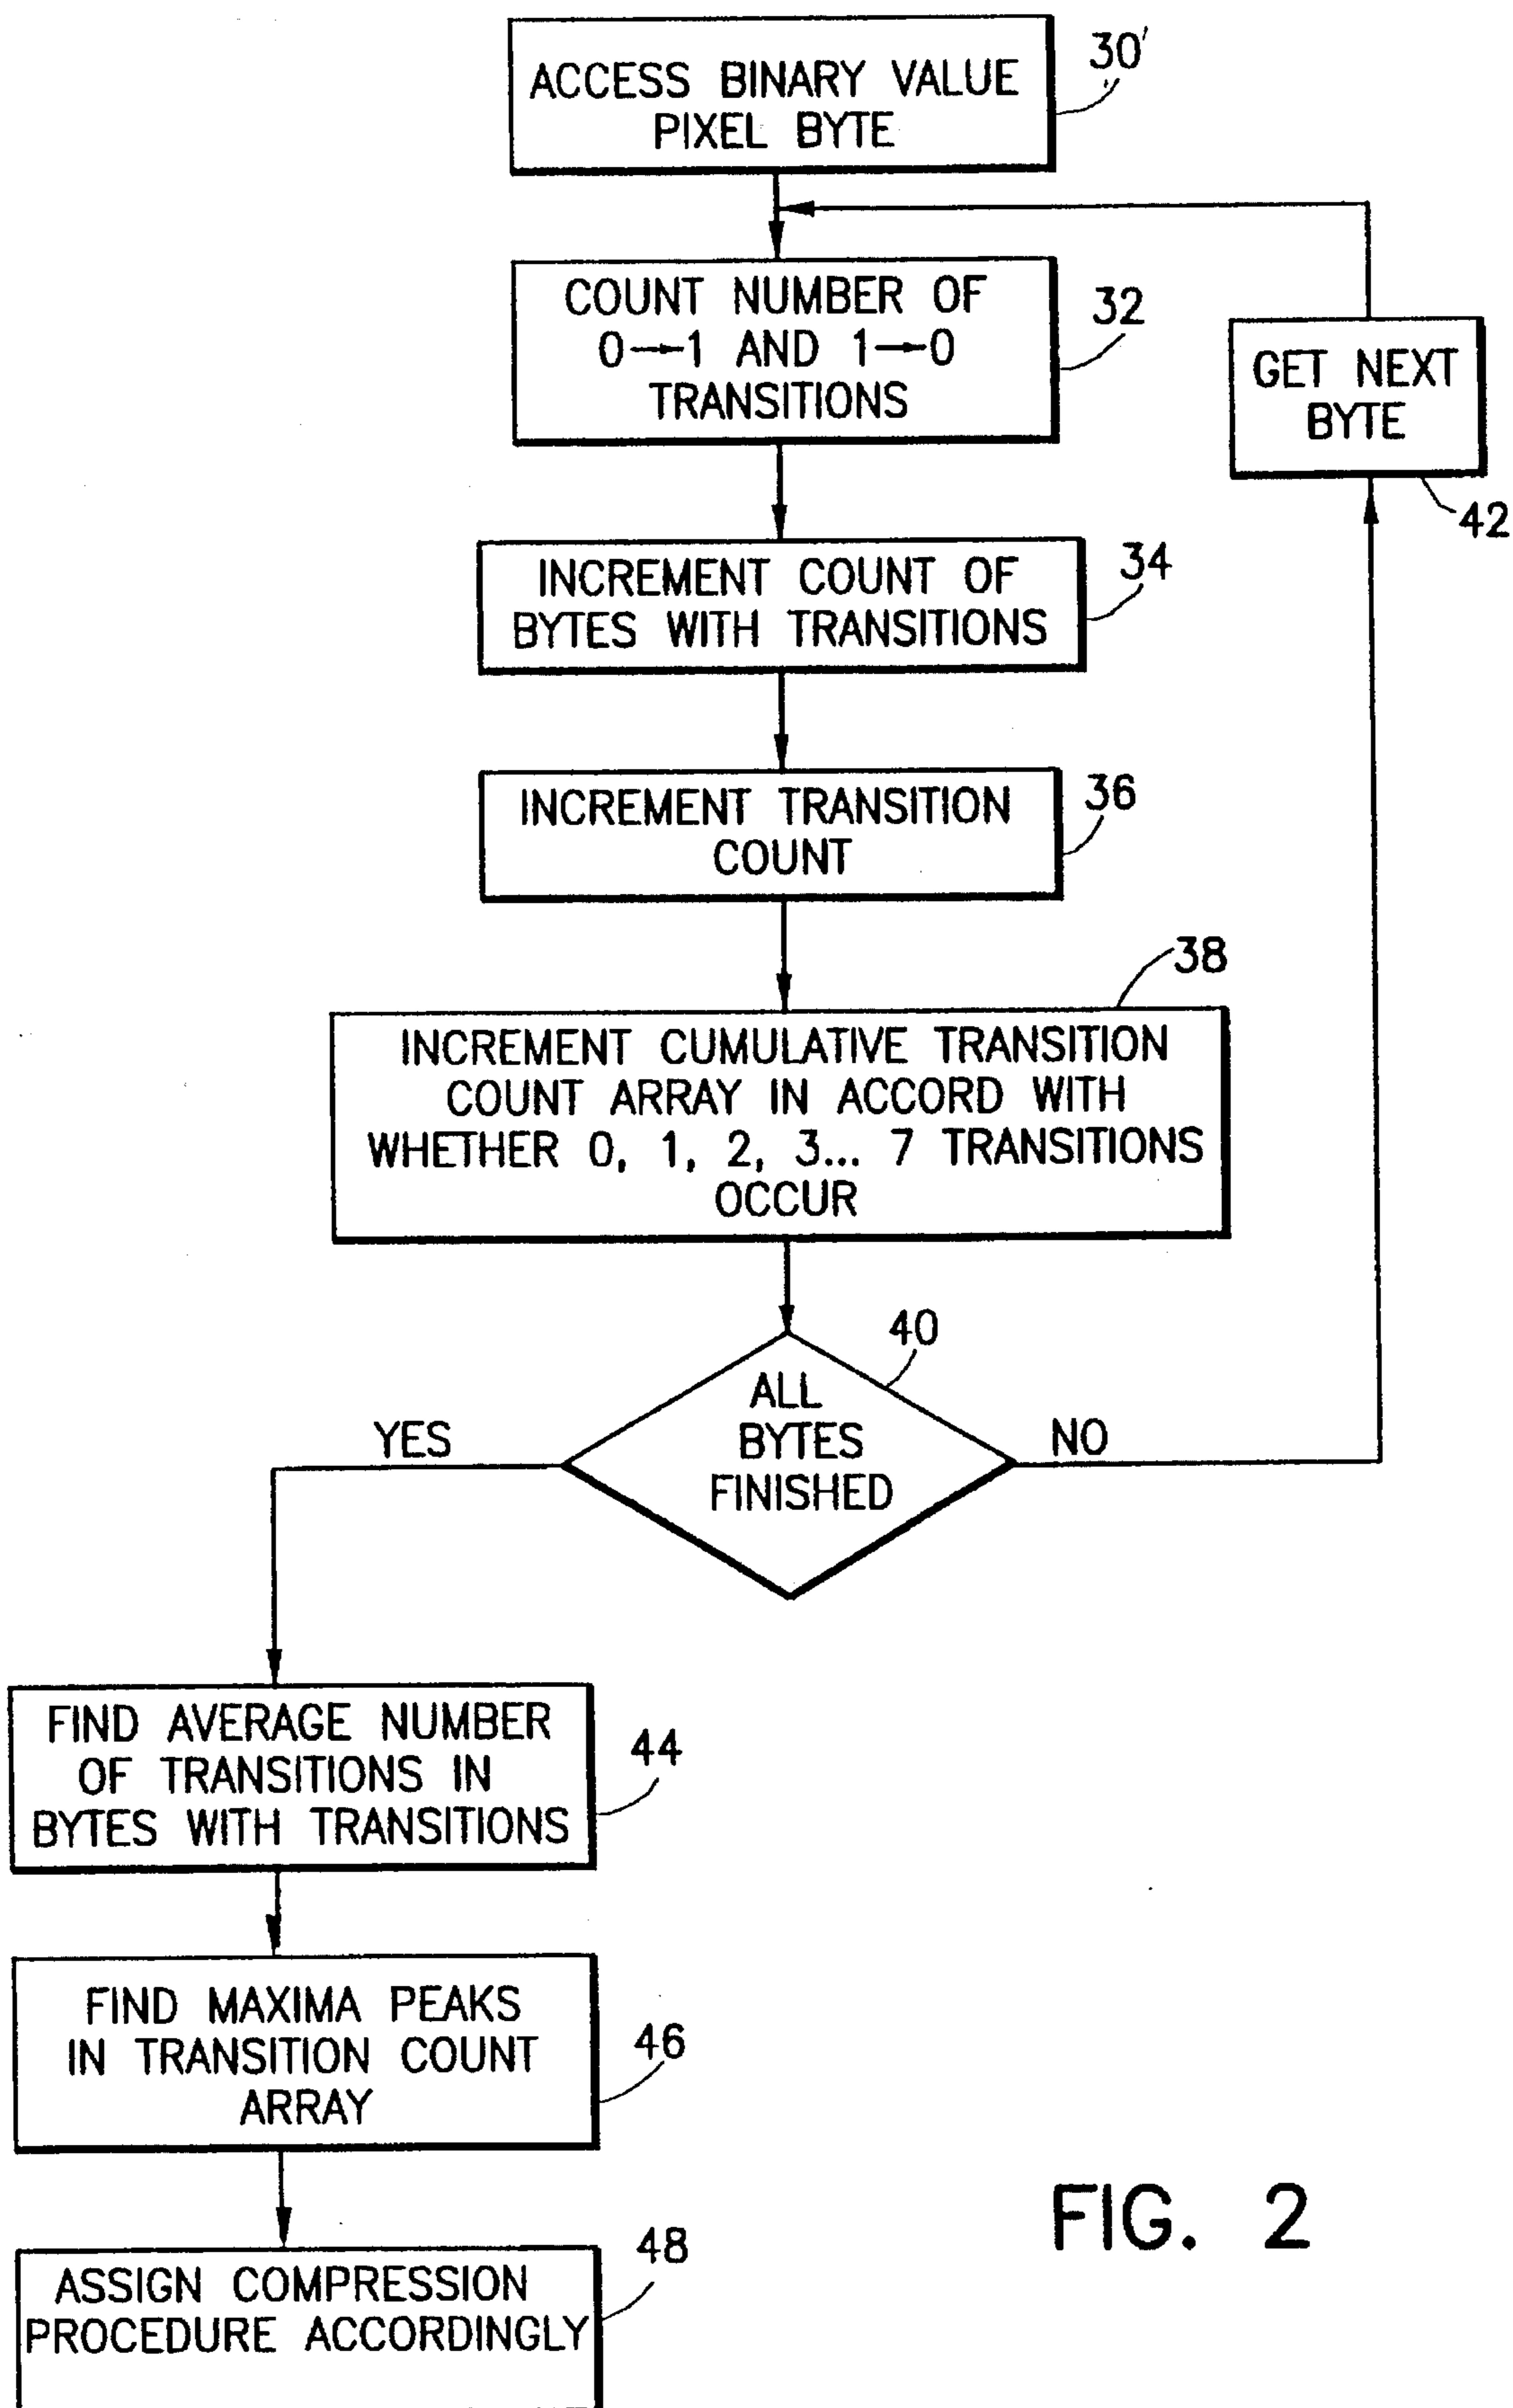 ACCESS BINARY VALUE
PIXEL BYTE
30'
COUNT NUMBER OF
0→1 AND 1→0
TRANSITIONS
32
GET NEXT
BYTE
42
INCREMENT COUNT OF
BYTES WITH TRANSITIONS
34
INCREMENT TRANSITION
COUNT
36
38
INCREMENT CUMULATIVE TRANSITION
COUNT ARRAY IN ACCORD WITH
WHETHER 0, 1, 2, 3... 7 TRANSITIONS
OCCUR
40
ALL
BYTES
FINISHED
YES
NO
FIND AVERAGE NUMBER
OF TRANSITIONS IN
BYTES WITH TRANSITIONS
44
FIND MAXIMA PEAKS
IN TRANSITION COUNT
ARRAY
46
ASSIGN COMPRESSION
PROCEDURE ACCORDINGLY
48
FIG. 2